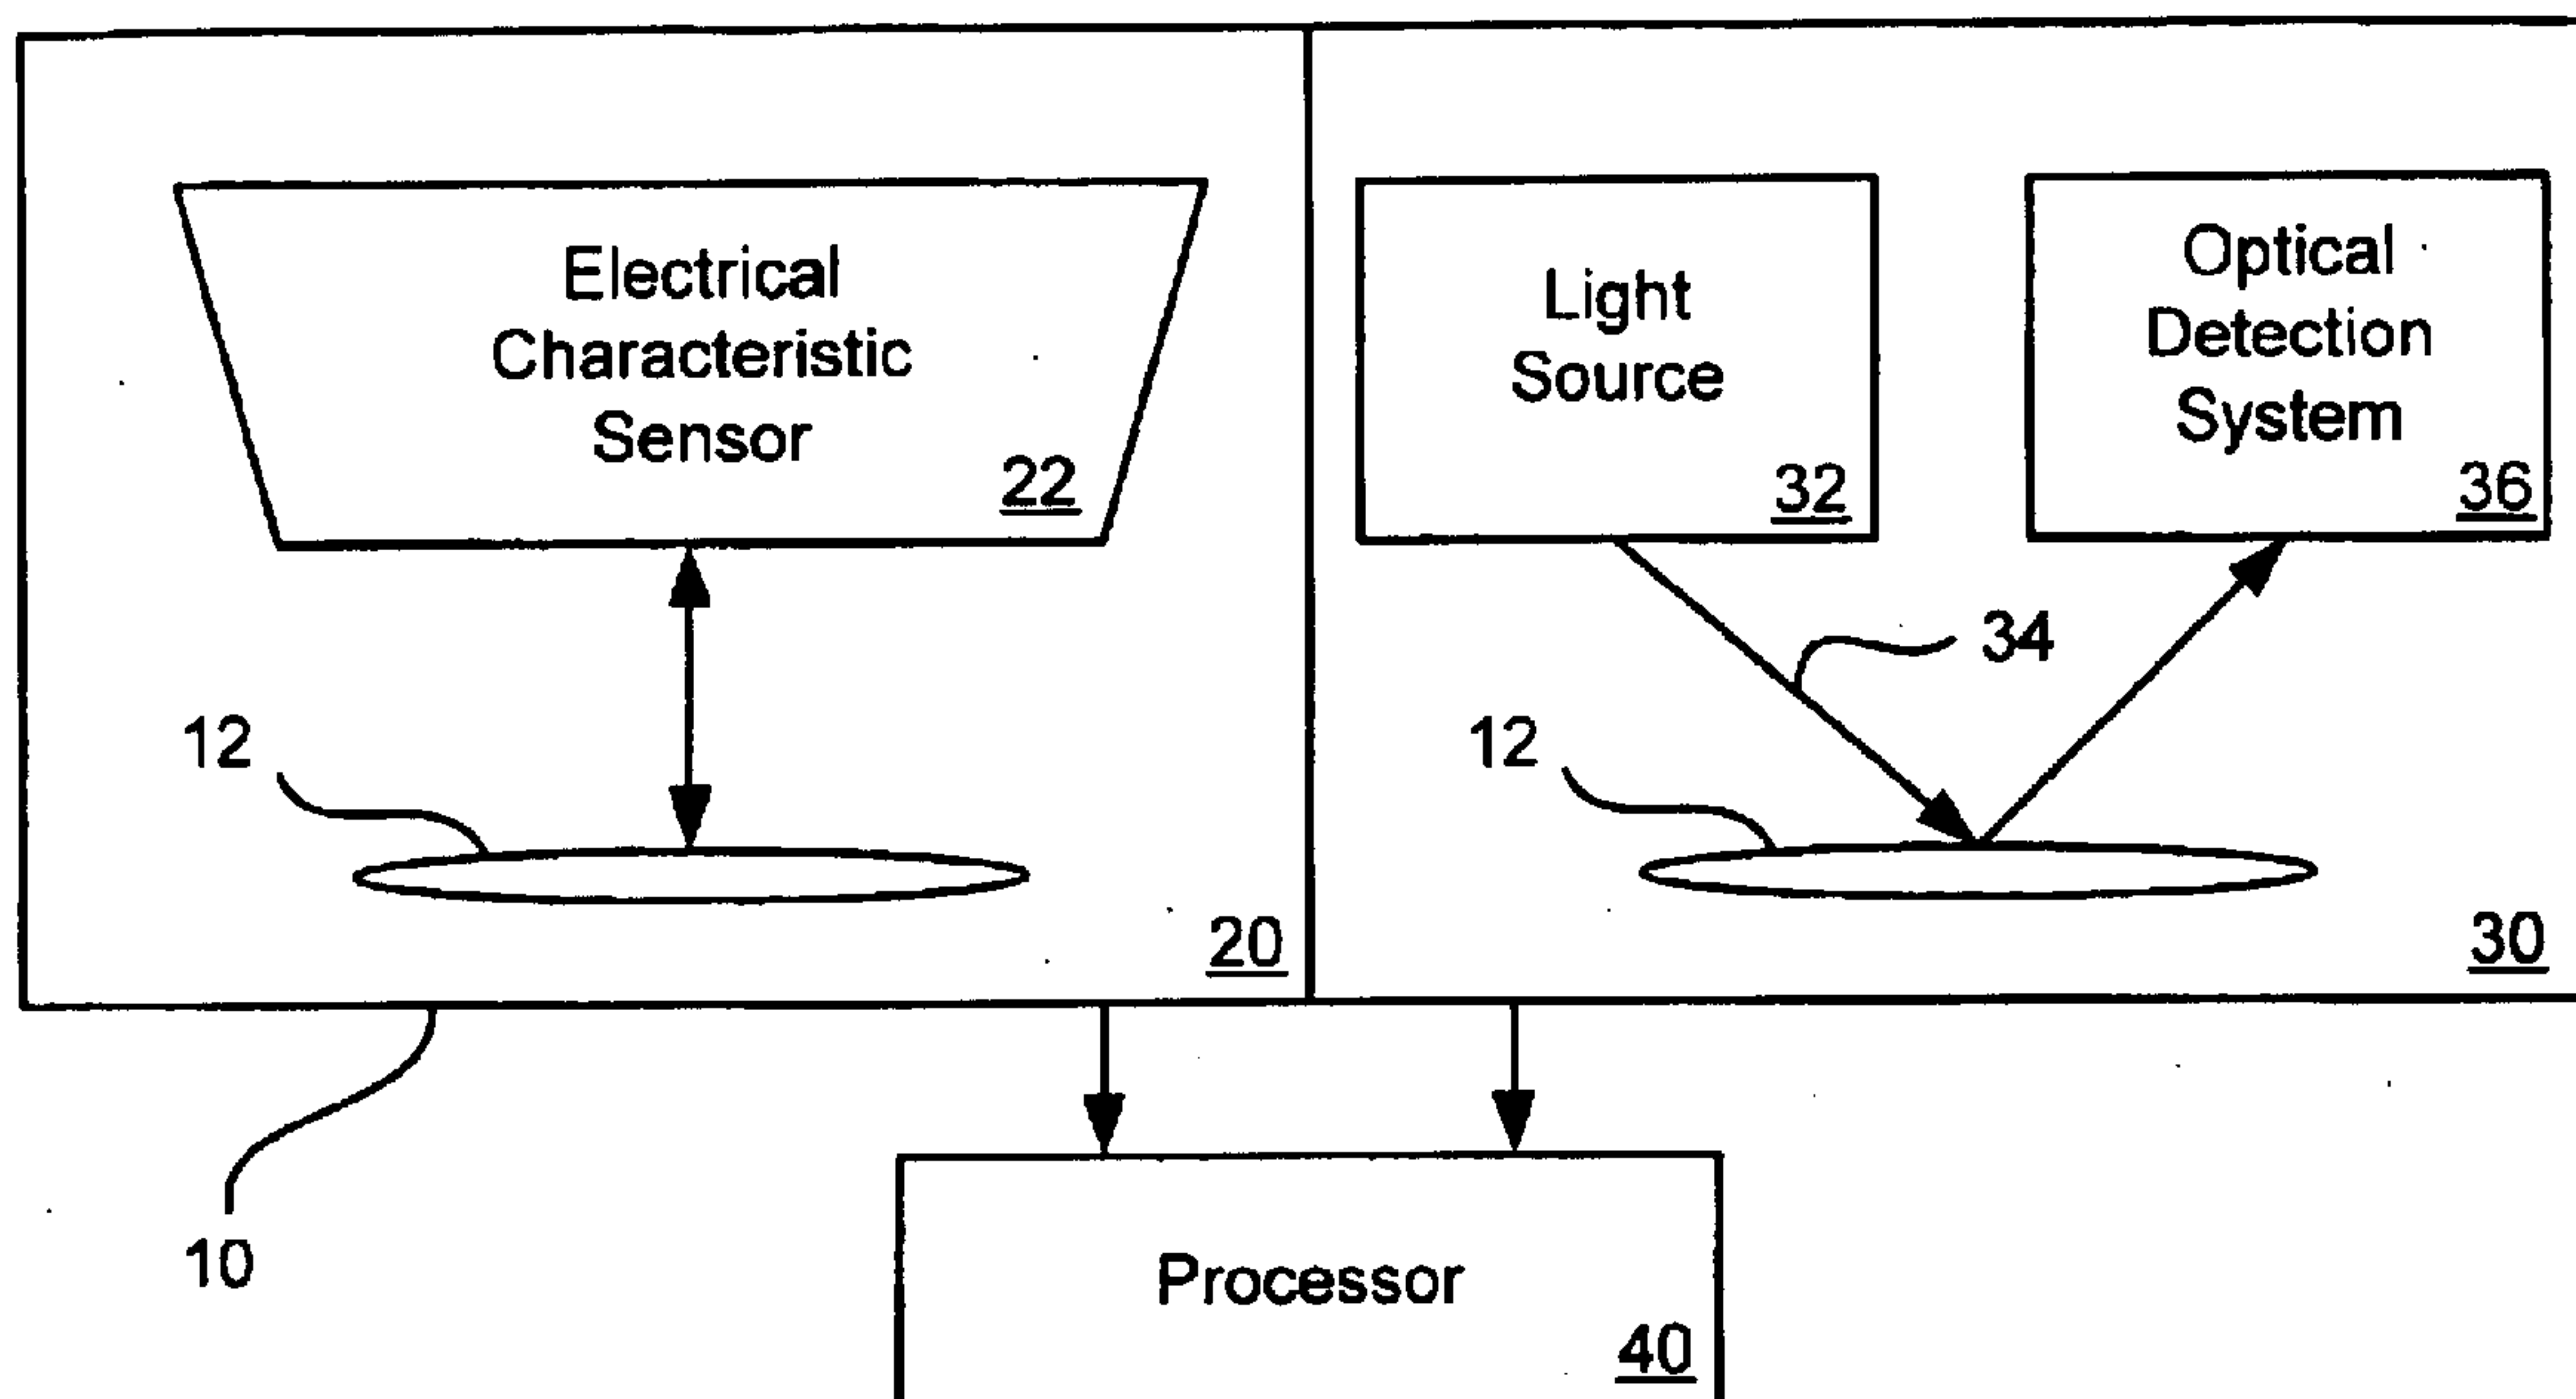 Electrical
Characteristic
Sensor
22
Light
Source
32
Optical
Detection
System
36
34
12
12
20
30
10
Processor
40